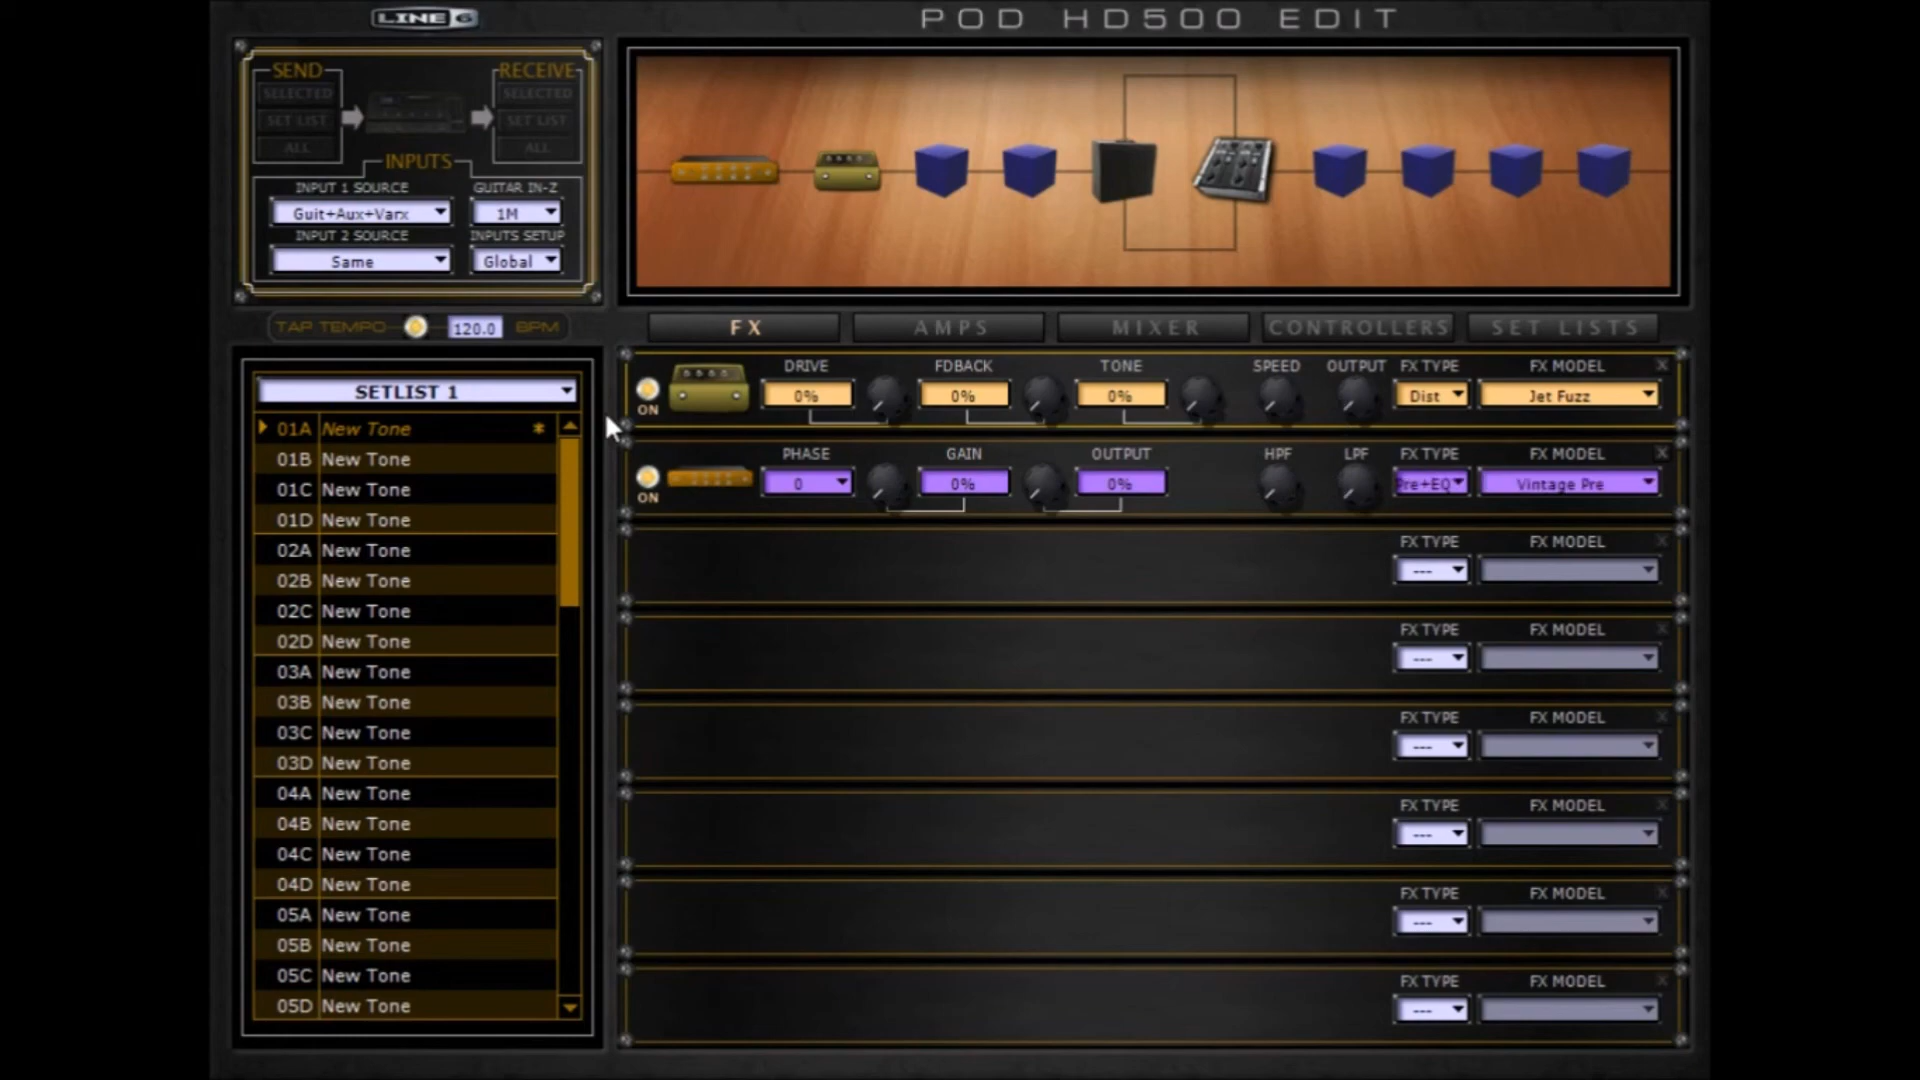 LINE 6
POD HD500 EDIT
SEND
RECEIVE
SELECTED
SELECTED
SET LIST
SET LIST
ALL
ALL
INPUTS
INPUT 1 SOURCE
GUITAR IN-Z
Guit+Aux+Varx
1M
INPUT 2 SOURCE
INPUTS SETUP
Same
Global
TAP TEMPO
120.0
BPM
FX
AMPS
MIXER
CONTROLLERS
SET LISTS
SETLIST 1
01A New Tone *
01B New Tone
01C New Tone
01D New Tone
02A New Tone
02B New Tone
02C New Tone
02D New Tone
03A New Tone
03B New Tone
03C New Tone
03D New Tone
04A New Tone
04B New Tone
04C New Tone
04D New Tone
05A New Tone
05B New Tone
05C New Tone
05D New Tone
DRIVE FDBACK TONE SPEED OUTPUT FX TYPE FX MODEL X
ON 0% 0% 0% Dist Jet Fuzz
PHASE GAIN OUTPUT HPF LPF FX TYPE FX MODEL X
ON 0 0% 0% Pre+EQ Vintage Pre
FX TYPE FX MODEL X
---
FX TYPE FX MODEL X
---
FX TYPE FX MODEL X
---
FX TYPE FX MODEL X
---
FX TYPE FX MODEL X
---
FX TYPE FX MODEL X
---